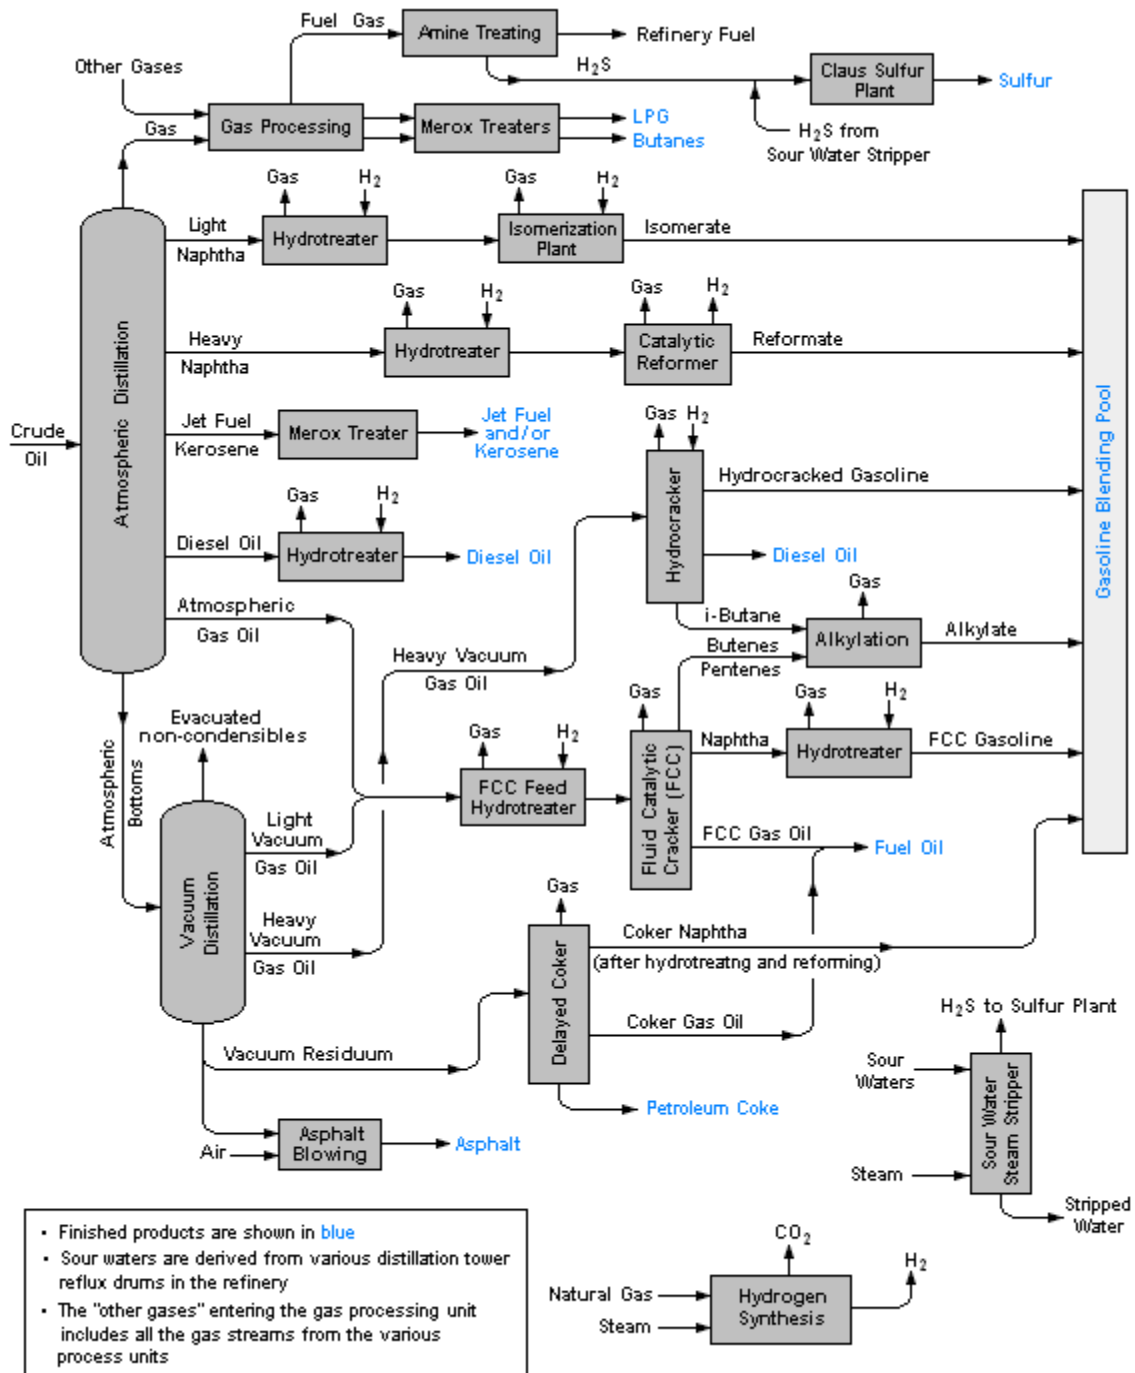 Fuel Gas
Amine Treating
Refinery Fuel
Other Gases
H2S
Claus Sulfur
Plant
Sulfur
Gas
Gas Processing
Merox Treaters
LPG
Butanes
H2S from
Sour Water Stripper
Gas
H2
Gas
H2
Light
Naphtha
Hydrotreater
Isomerization
Plant
Isomerate
Gas
H2
Gas
H2
Heavy
Naphtha
Hydrotreater
Catalytic
Reformer
Reformate
Crude
Oil
Atmospheric Distillation
Jet Fuel
Kerosene
Merox Treater
Jet Fuel
and/or
Kerosene
Gas
H2
Hydrocracker
Hydrocracked Gasoline
Gasoline Blending Pool
Gas
H2
Diesel Oil
Hydrotreater
Diesel Oil
Diesel Oil
Atmospheric
Gas Oil
i-Butane
Gas
Butenes
Pentenes
Alkylation
Alkylate
Heavy Vacuum
Gas Oil
Evacuated
non-condensibles
Atmospheric
Bottoms
Gas
H2
FCC Feed
Hydrotreater
Gas
Fluid Catalytic
Cracker (FCC)
Naphtha
Gas
H2
Hydrotreater
FCC Gasoline
Light
Vacuum
Gas Oil
FCC Gas Oil
Fuel Oil
Vacuum
Distillation
Heavy
Vacuum
Gas Oil
Gas
Delayed Coker
Coker Naphtha
(after hydrotreatng and reforming)
Coker Gas Oil
Vacuum Residuum
Petroleum Coke
Air
Asphalt
Blowing
Asphalt
H2S to Sulfur Plant
Sour
Waters
Sour Water
Steam Stripper
Steam
Stripped
Water
• Finished products are shown in blue
• Sour waters are derived from various distillation tower
reflux drums in the refinery
• The "other gases" entering the gas processing unit
includes all the gas streams from the various
process units
CO2
H2
Natural Gas
Steam
Hydrogen
Synthesis